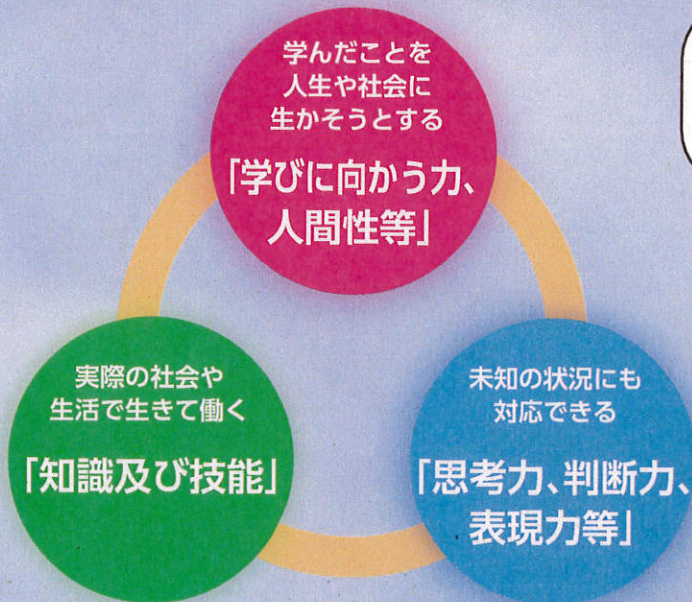 学んだことを
人生や社会に
生かそうとする
「学びに向かう力、
人間性等」
実際の社会や
生活で生きて働く
「知識及び技能」
未知の状況にも
対応できる
「思考力、判断力、
表現力等」